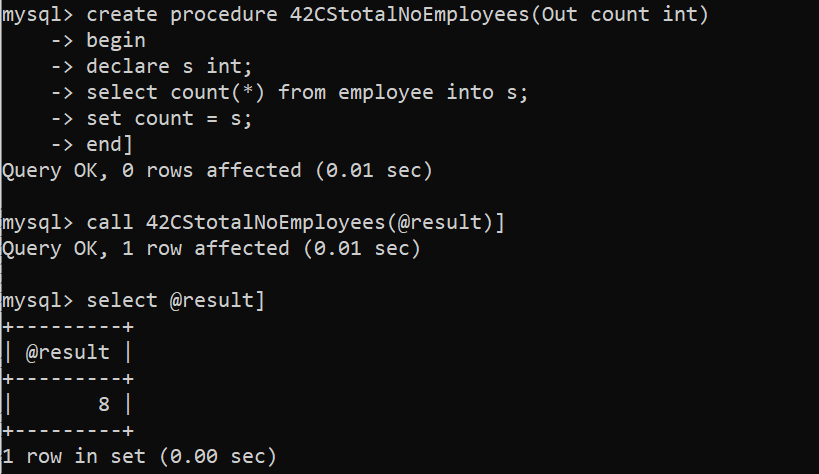 mysql> create procedure 42CStotalNoEmployees(Out count int)
    -> begin
    -> declare s int;
    -> select count(*) from employee into s;
    -> set count = s;
    -> end]
Query OK, 0 rows affected (0.01 sec)

mysql> call 42CStotalNoEmployees(@result)]
Query OK, 1 row affected (0.01 sec)

mysql> select @result]
+---------+
| @result |
+---------+
|       8 |
+---------+
1 row in set (0.00 sec)